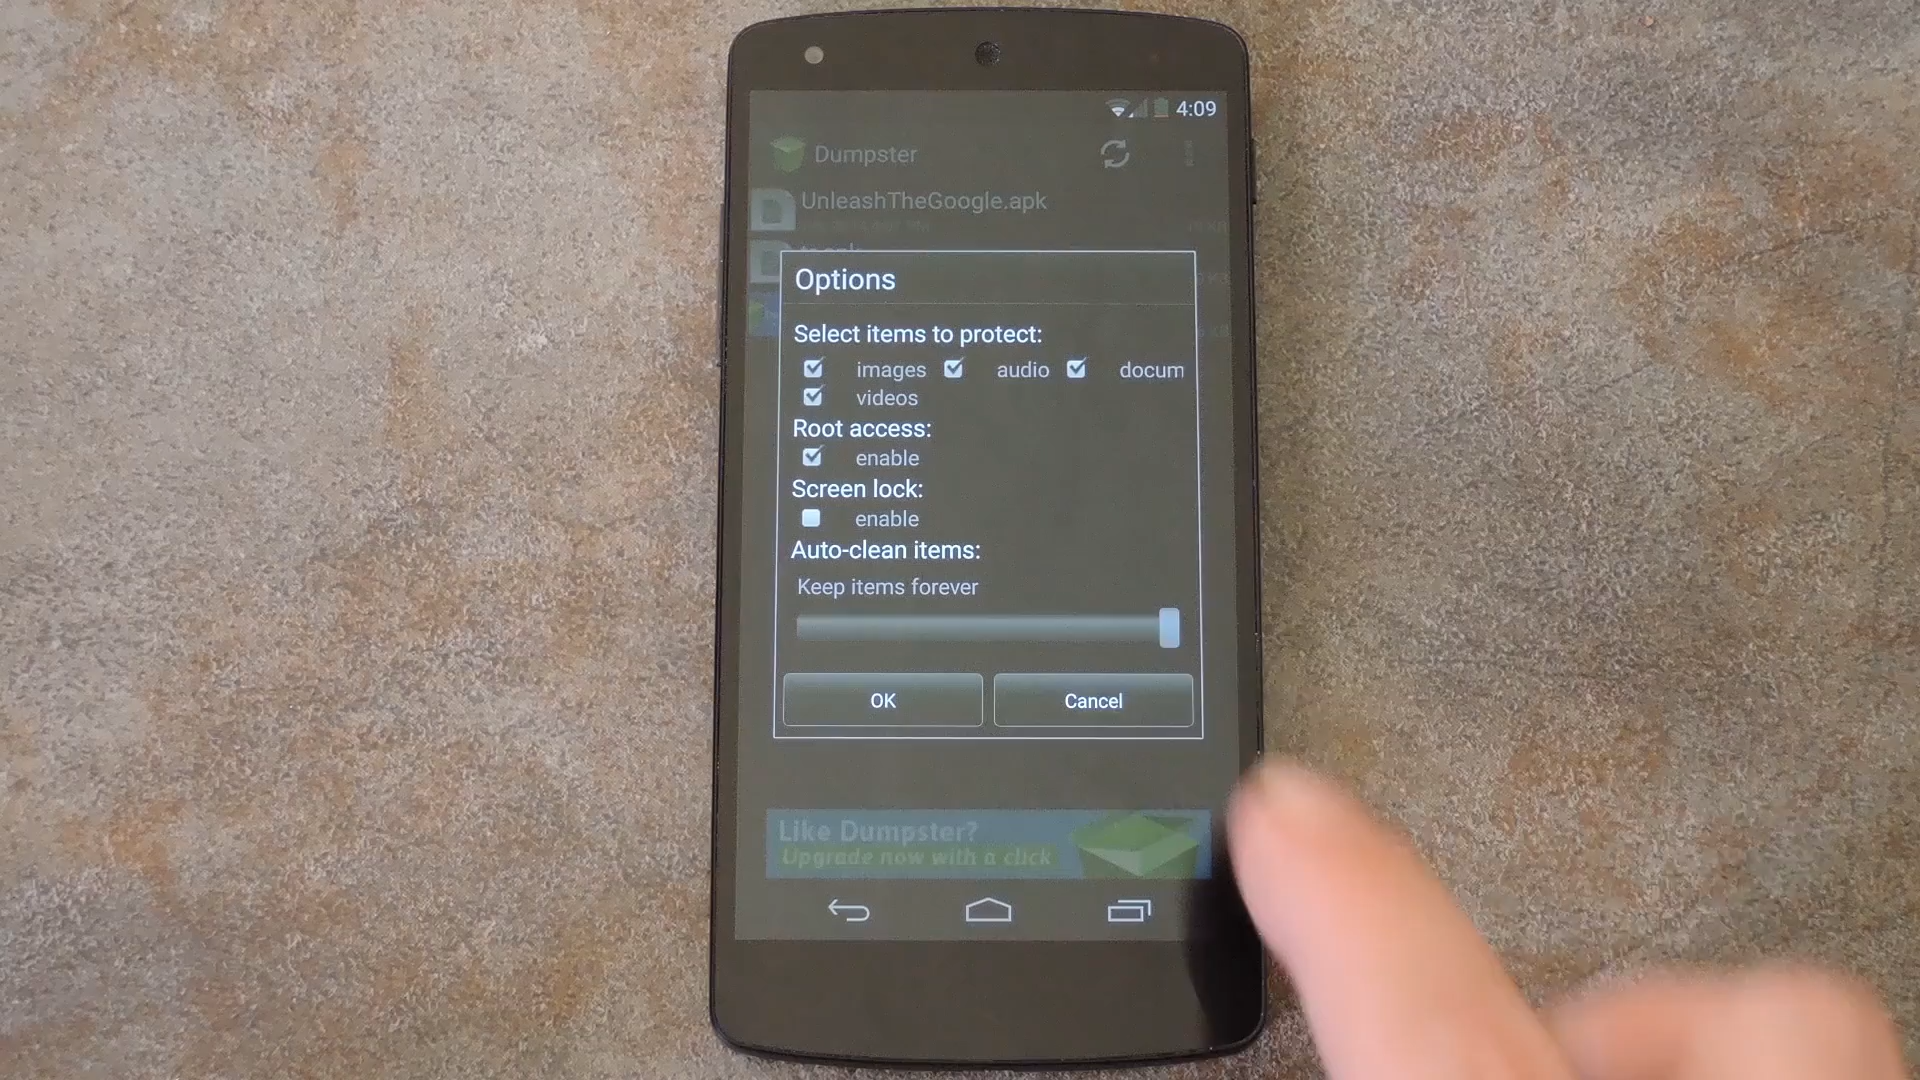 4:09
Dumpster
UnleashTheGoogle.apk
Options
Select items to protect:
images audio docum
videos
Root access:
enable
Screen lock:
enable
Auto-clean items:
Keep items forever
OK Cancel
Like Dumpster?
Upgrade now with a click